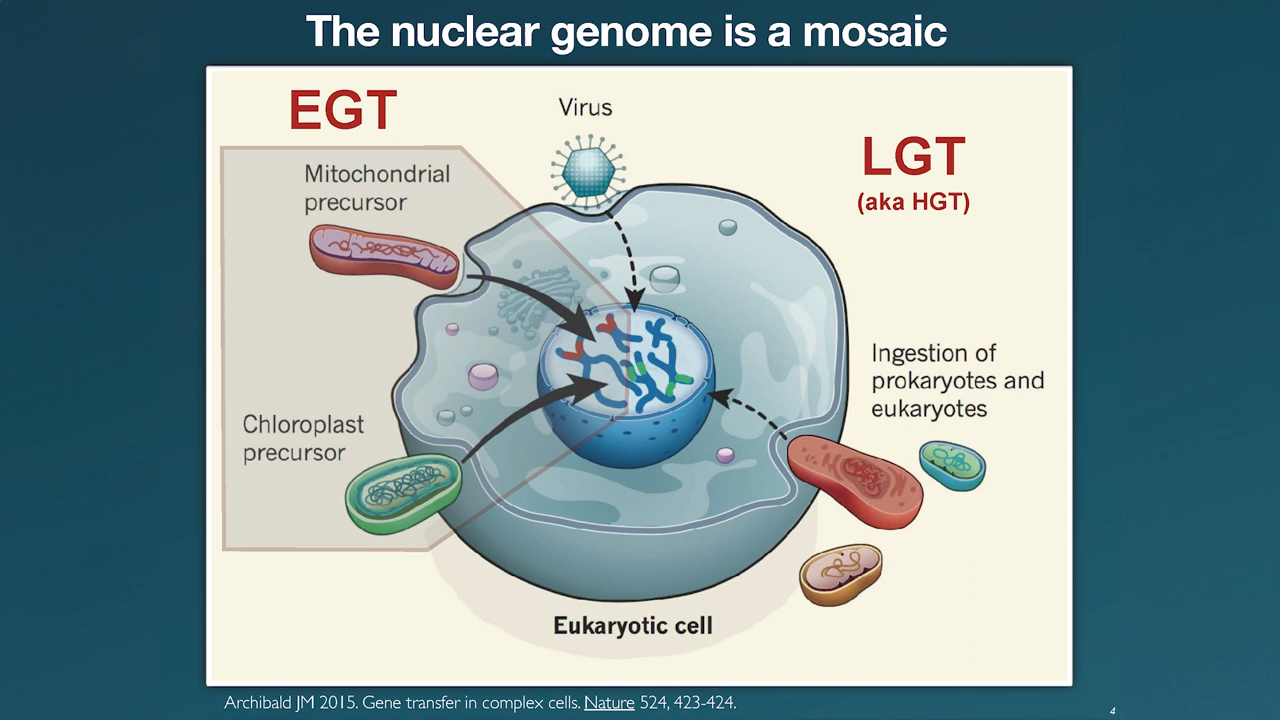 The nuclear genome is a mosaic
EGT
Virus
LGT
(aka HGT)
Mitochondrial
precursor
Ingestion of
prokaryotes and
eukaryotes
Chloroplast
precursor
Eukaryotic cell
Archibald JM 2015. Gene transfer in complex cells. Nature 524, 423-424.
4